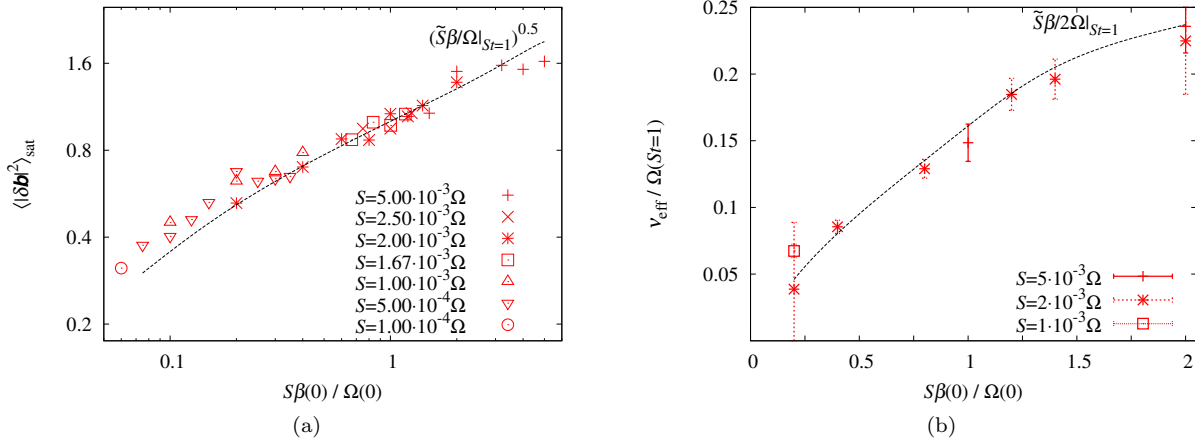 (S̃β/Ω|St=1)^0.5
1.6
0.8
0.4
0.2
⟨|δb|²⟩sat
S=5.00·10^-3Ω
S=2.50·10^-3Ω
S=2.00·10^-3Ω
S=1.67·10^-3Ω
S=1.00·10^-3Ω
S=5.00·10^-4Ω
S=1.00·10^-4Ω
0.1
1
Sβ(0) / Ω(0)
(a)
S̃β/2Ω|St=1
0.25
0.2
0.15
0.1
0.05
νeff / Ω(St=1)
S=5·10^-3Ω
S=2·10^-3Ω
S=1·10^-3Ω
0
0.5
1
1.5
2
Sβ(0) / Ω(0)
(b)